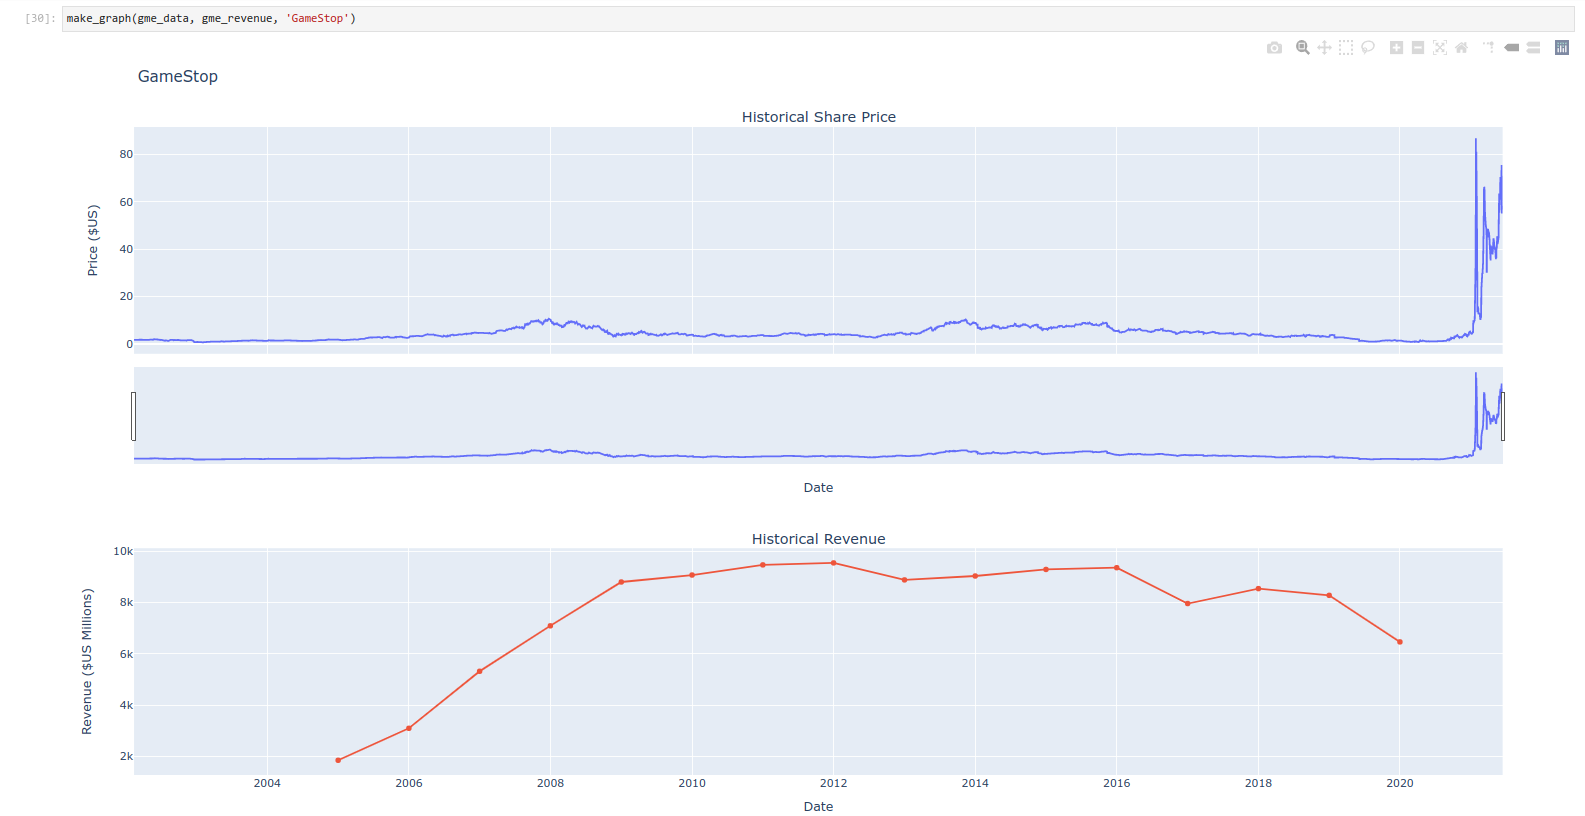 [30]: make_graph(gme_data, gme_revenue, 'GameStop')
GameStop
Historical Share Price
Price ($US)
80
60
40
20
0
Date
Historical Revenue
Revenue ($US Millions)
10k
8k
6k
4k
2k
2004 2006 2008 2010 2012 2014 2016 2018 2020
Date